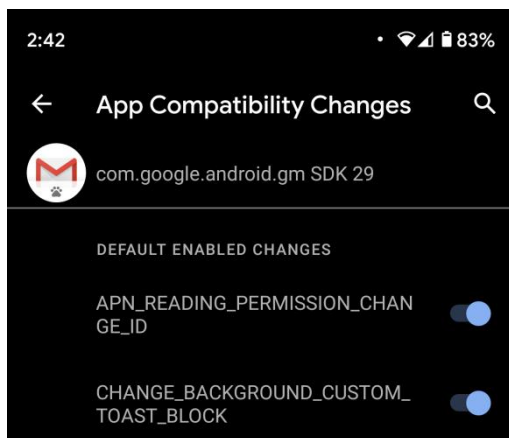 2:42
83%
App Compatibility Changes
com.google.android.gm SDK 29
DEFAULT ENABLED CHANGES
APN_READING_PERMISSION_CHAN
GE_ID
CHANGE_BACKGROUND_CUSTOM_
TOAST_BLOCK